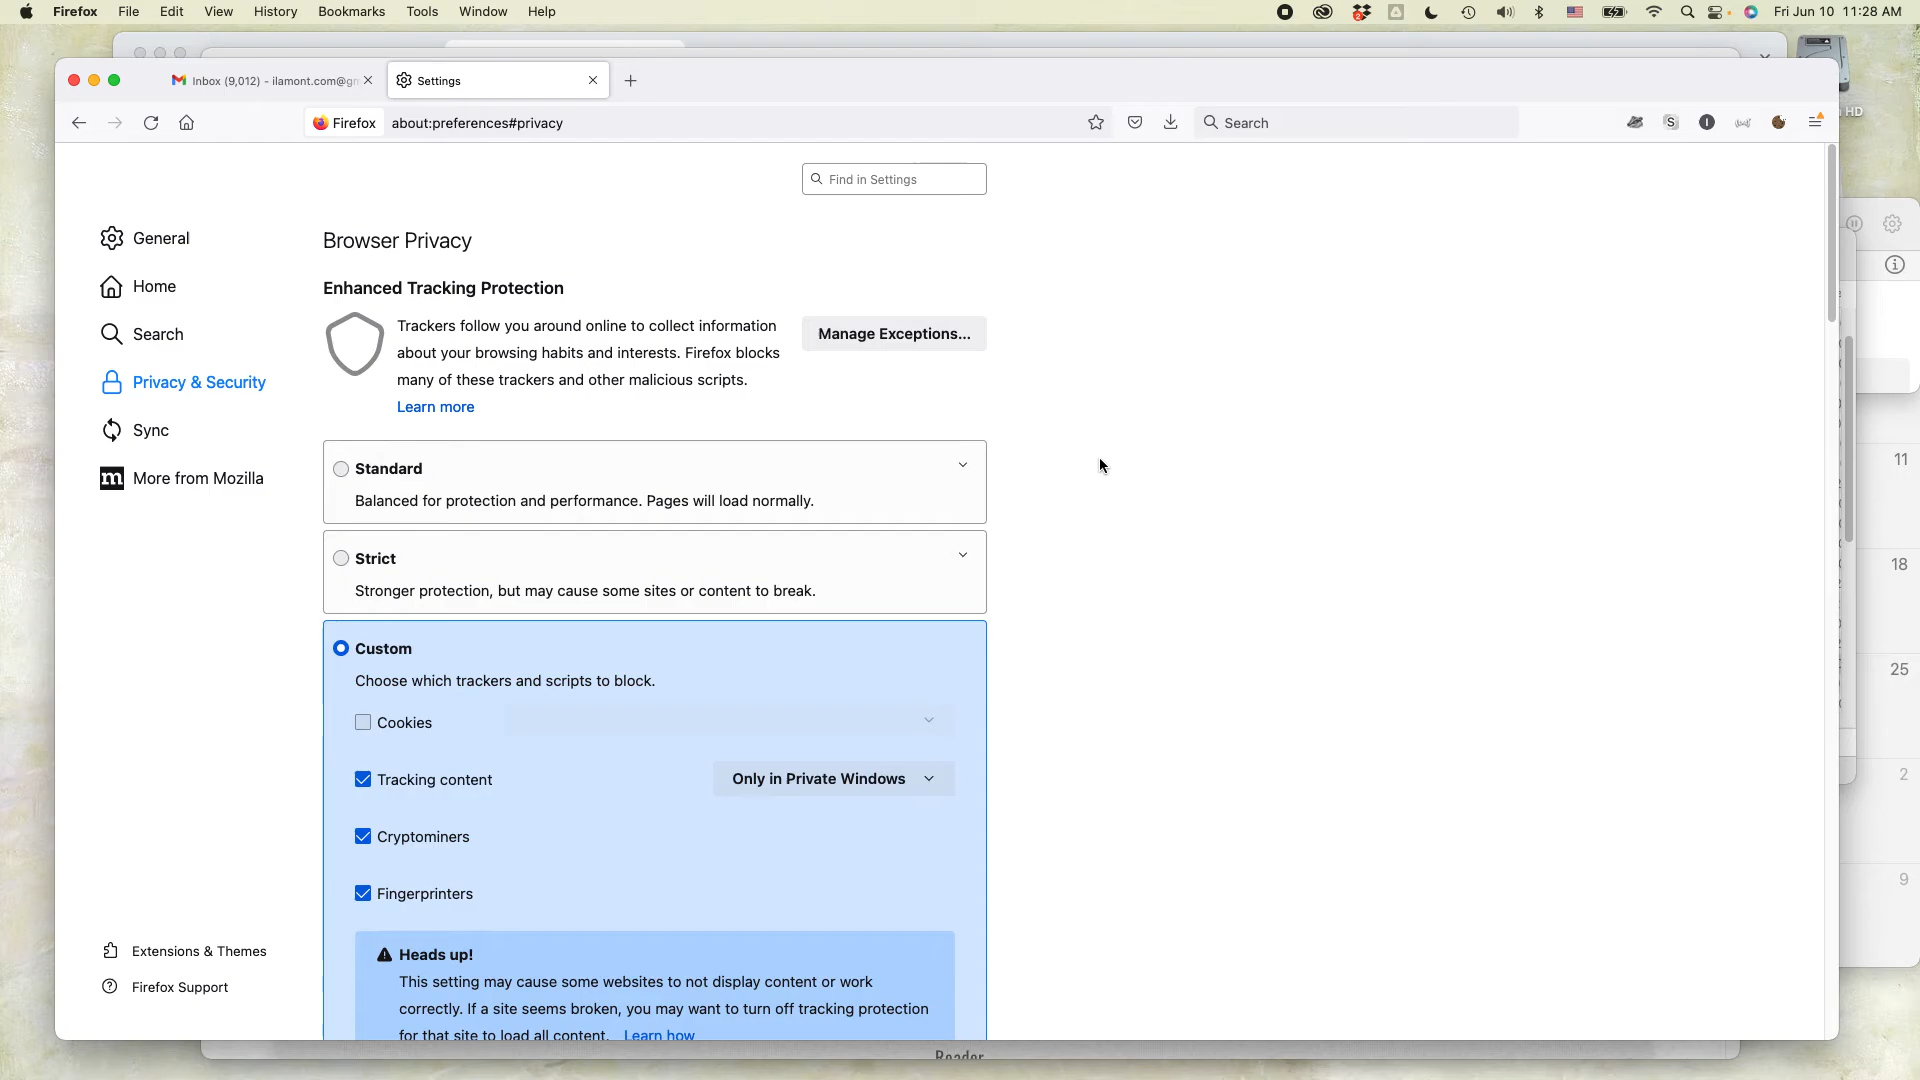 Firefox File Edit View History Bookmarks Tools Window Help
Fri Jun 10 11:28 AM
HD
Inbox (9,012) - ilamont.com@gm
Settings
Firefox about:preferences#privacy
Search
S
Find in Settings
General
Home
Search
Privacy & Security
Sync
m More from Mozilla
Extensions & Themes
Firefox Support
Browser Privacy
Enhanced Tracking Protection
Trackers follow you around online to collect information
about your browsing habits and interests. Firefox blocks
many of these trackers and other malicious scripts.
Learn more
Manage Exceptions...
Standard
Balanced for protection and performance. Pages will load normally.
Strict
Stronger protection, but may cause some sites or content to break.
Custom
Choose which trackers and scripts to block.
Cookies
Tracking content
Only in Private Windows
Cryptominers
Fingerprinters
Heads up!
This setting may cause some websites to not display content or work
correctly. If a site seems broken, you may want to turn off tracking protection
for that site to load all content. Learn how
11
18
25
2
9
Reader